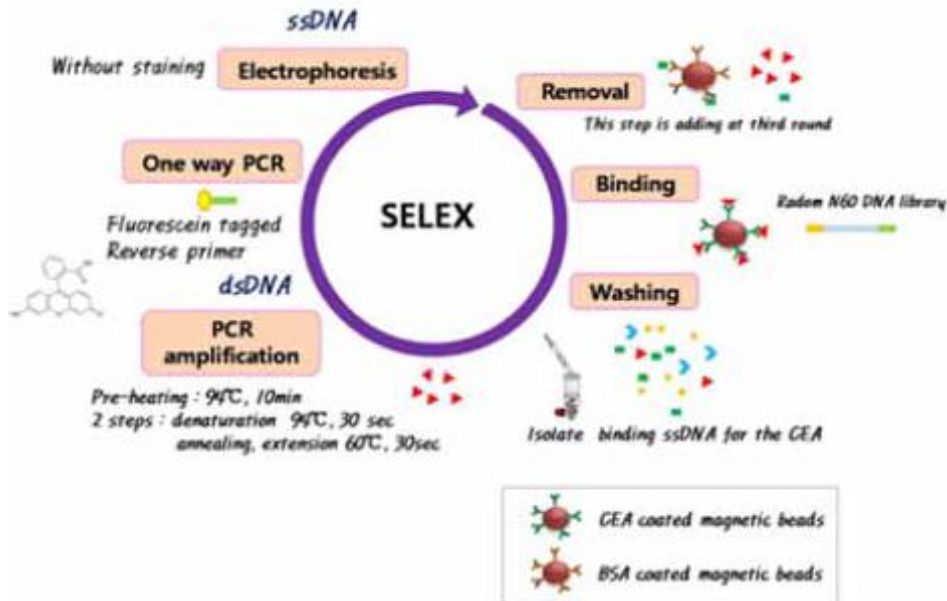 ssDNA
Without staining
Electrophoresis
Removal
This step is adding at third round
One way PCR
Binding
Radom N60 DNA library
SELEX
Fluorescein tagged
Reverse primer
dsDNA
Washing
PCR
amplification
Pre-heating : 94℃, 10min
2 steps : denaturation 94℃, 30 sec
annealing, extension 60℃, 30sec
Isolate binding ssDNA for the CEA
CEA coated magnetic beads
BSA coated magnetic beads